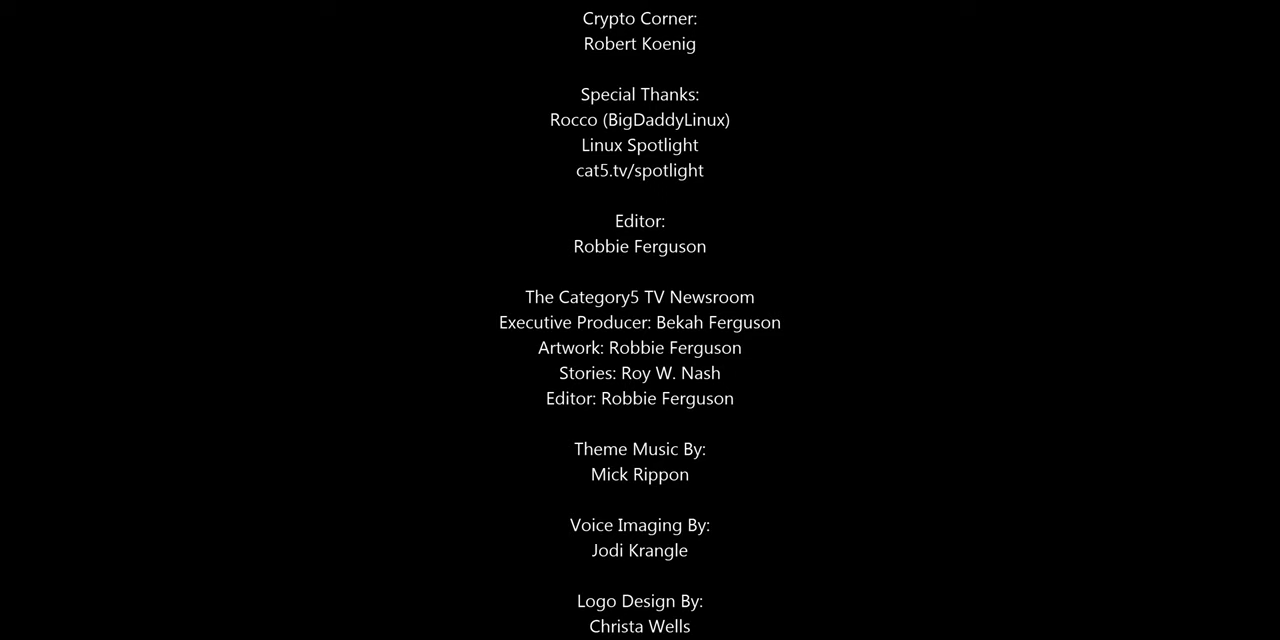 Crypto Corner:
Robert Koenig
Special Thanks:
Rocco (BigDaddyLinux)
Linux Spotlight
cat5.tv/spotlight
Editor:
Robbie Ferguson
The Category5 TV Newsroom
Executive Producer: Bekah Ferguson
Artwork: Robbie Ferguson
Stories: Roy W. Nash
Editor: Robbie Ferguson
Theme Music By:
Mick Rippon
Voice Imaging By:
Jodi Krangle
Logo Design By:
Christa Wells